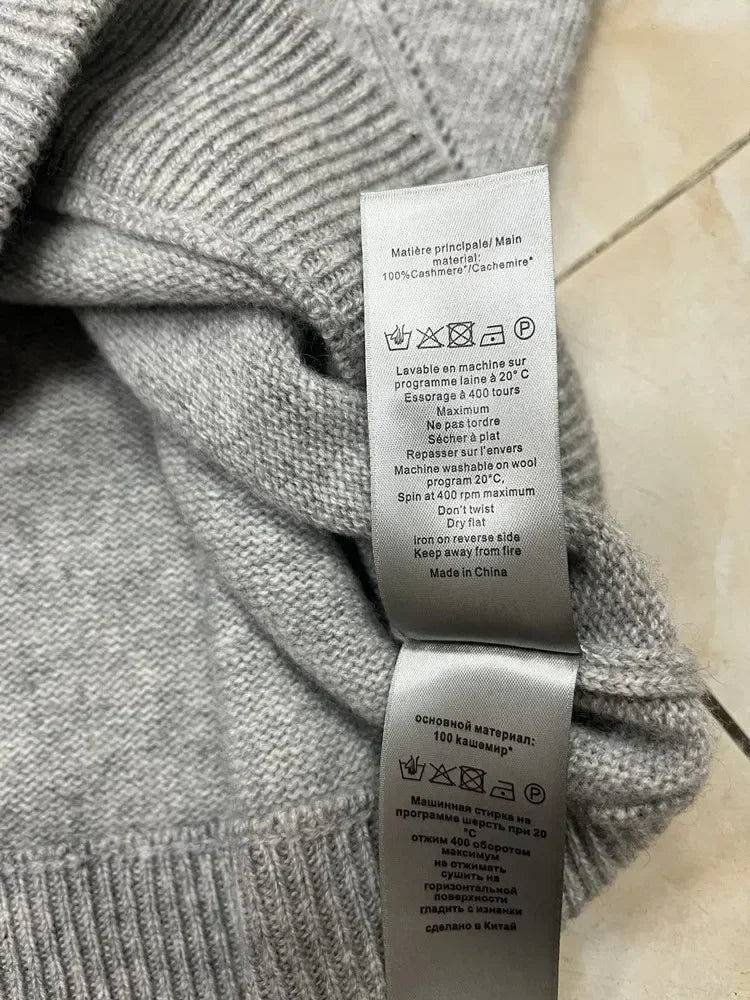 Matière principale/ Main
material:
100%Cashmere*/Cachemire*
P
Lavable en machine sur
programme laine à 20° C
Essorage à 400 tours
Maximum
Ne pas tordre
Sécher à plat
Repasser sur l'envers
Machine washable on wool
program 20°C,
Spin at 400 rpm maximum
Don't twist
Dry flat
iron on reverse side
Keep away from fire
Made in China
основной материал:
100 кашемир*
P
Машинная стирка на
программе шерсть при 20
°C
отжим 400 оборотом
максимум
не отжимать
сушить на
горизонтальной
поверхности
гладить с изнанки
сделано в Китай